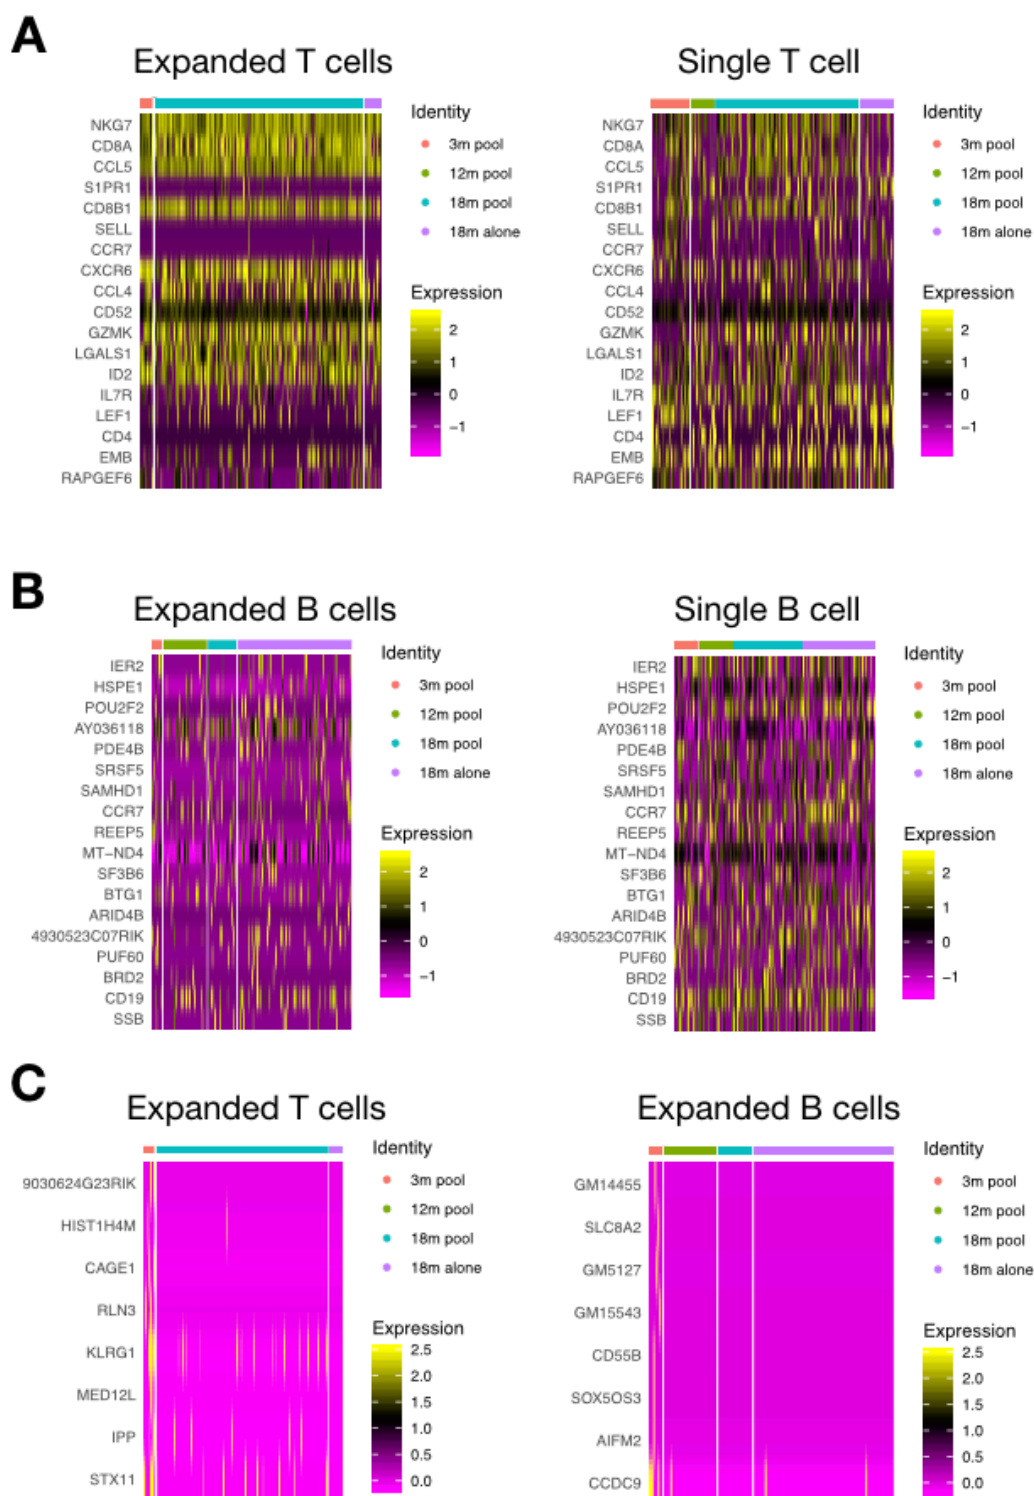 A
Expanded T cells
NKG7
CD8A
CCL5
S1PR1
CD8B1
SELL
CCR7
CXCR6
CCL4
CD52
GZMK
LGALS1
ID2
IL7R
LEF1
CD4
EMB
RAPGEF6
Identity
3m pool
12m pool
18m pool
18m alone
Expression
2
1
0
−1
Single T cell
NKG7
CD8A
CCL5
S1PR1
CD8B1
SELL
CCR7
CXCR6
CCL4
CD52
GZMK
LGALS1
ID2
IL7R
LEF1
CD4
EMB
RAPGEF6
Identity
3m pool
12m pool
18m pool
18m alone
Expression
2
1
0
−1
B
Expanded B cells
IER2
HSPE1
POU2F2
AY036118
PDE4B
SRSF5
SAMHD1
CCR7
REEP5
MT−ND4
SF3B6
BTG1
ARID4B
4930523C07RIK
PUF60
BRD2
CD19
SSB
Identity
3m pool
12m pool
18m pool
18m alone
Expression
2
1
0
−1
Single B cell
IER2
HSPE1
POU2F2
AY036118
PDE4B
SRSF5
SAMHD1
CCR7
REEP5
MT−ND4
SF3B6
BTG1
ARID4B
4930523C07RIK
PUF60
BRD2
CD19
SSB
Identity
3m pool
12m pool
18m pool
18m alone
Expression
2
1
0
−1
C
Expanded T cells
9030624G23RIK
HIST1H4M
CAGE1
RLN3
KLRG1
MED12L
IPP
STX11
Identity
3m pool
12m pool
18m pool
18m alone
Expression
2.5
2.0
1.5
1.0
0.5
0.0
Expanded B cells
GM14455
SLC8A2
GM5127
GM15543
CD55B
SOX5OS3
AIFM2
CCDC9
Identity
3m pool
12m pool
18m pool
18m alone
Expression
2.5
2.0
1.5
1.0
0.5
0.0